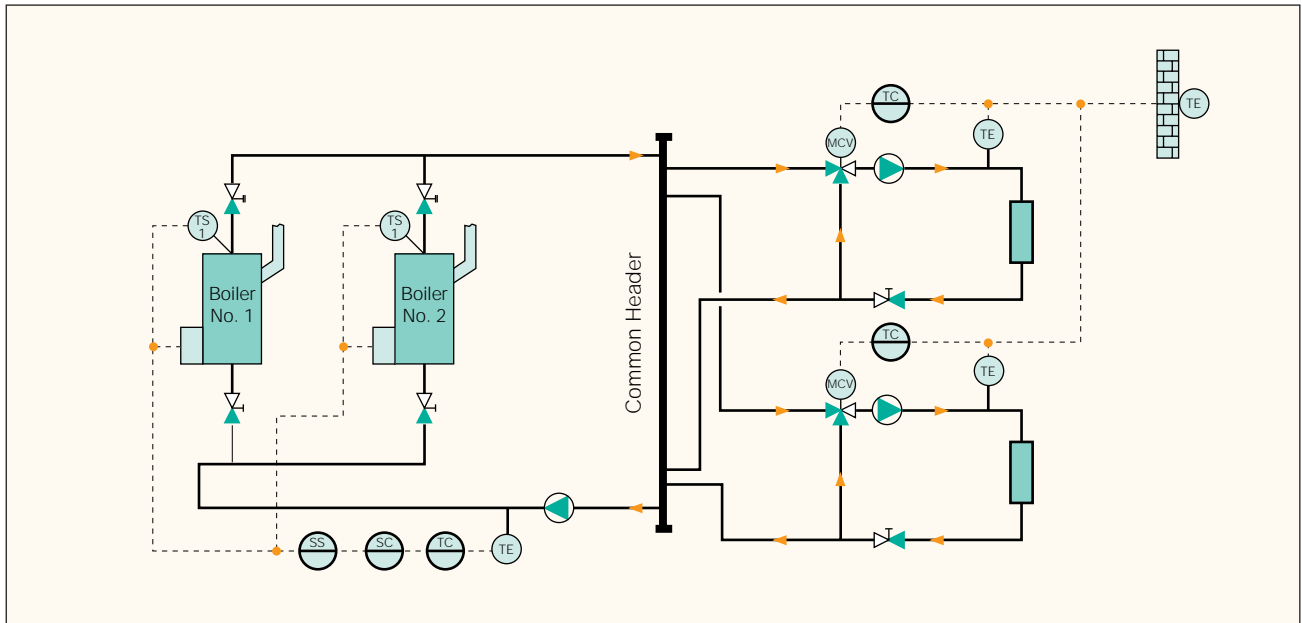 TC
TE
TE
MCV
TS
1
TS
1
Boiler
No. 1
Boiler
No. 2
Common Header
TC
TE
MCV
SS
SC
TC
TE